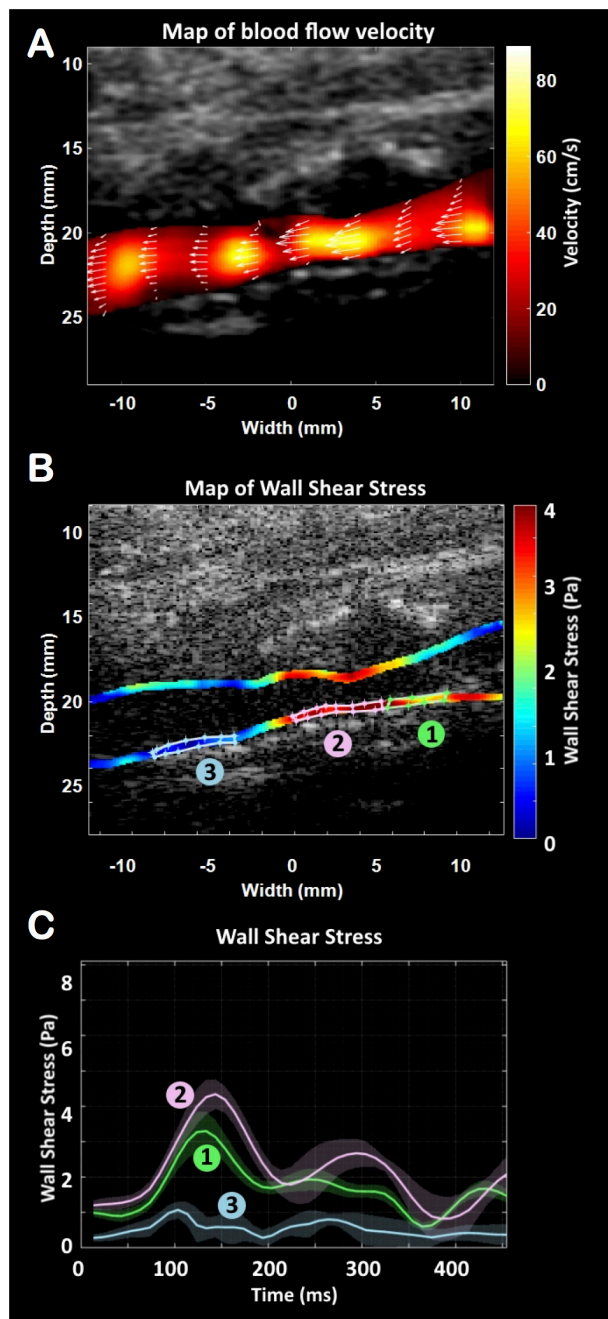 A
Map of blood flow velocity
10
15
20
25
Depth (mm)
-10 -5 0 5 10
Width (mm)
80
60
40
20
0
Velocity (cm/s)
B
Map of Wall Shear Stress
10
15
20
25
Depth (mm)
1
2
3
-10 -5 0 5 10
Width (mm)
4
3
2
1
0
Wall Shear Stress (Pa)
C
Wall Shear Stress
8
6
4
2
0
Wall Shear Stress (Pa)
2
1
3
0 100 200 300 400
Time (ms)